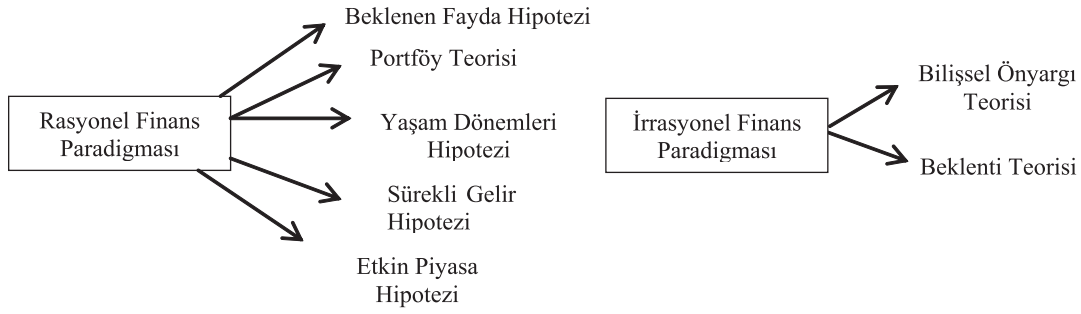 Beklenen Fayda Hipotezi
Portföy Teorisi
Rasyonel Finans
Paradigması
Yaşam Dönemleri
Hipotezi
Sürekli Gelir
Hipotezi
Etkin Piyasa
Hipotezi
İrrasyonel Finans
Paradigması
Bilişsel Önyargı
Teorisi
Beklenti Teorisi